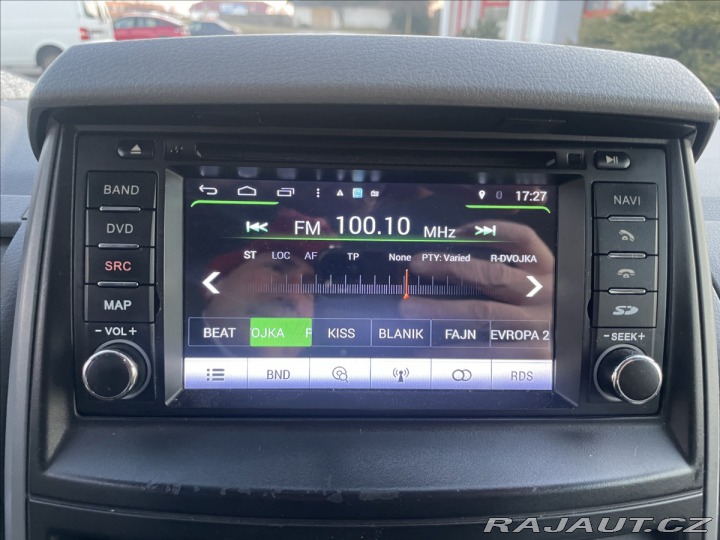 BAND
DVD
SRC
MAP
- VOL +
17:27
FM 100.10 MHz
ST LOC AF TP None PTY: Varied R-DVOJKA
BEAT OJKA KISS BLANIK FAJN EVROPA 2
BND RDS
NAVI
- SEEK +
RAJAUT.CZ